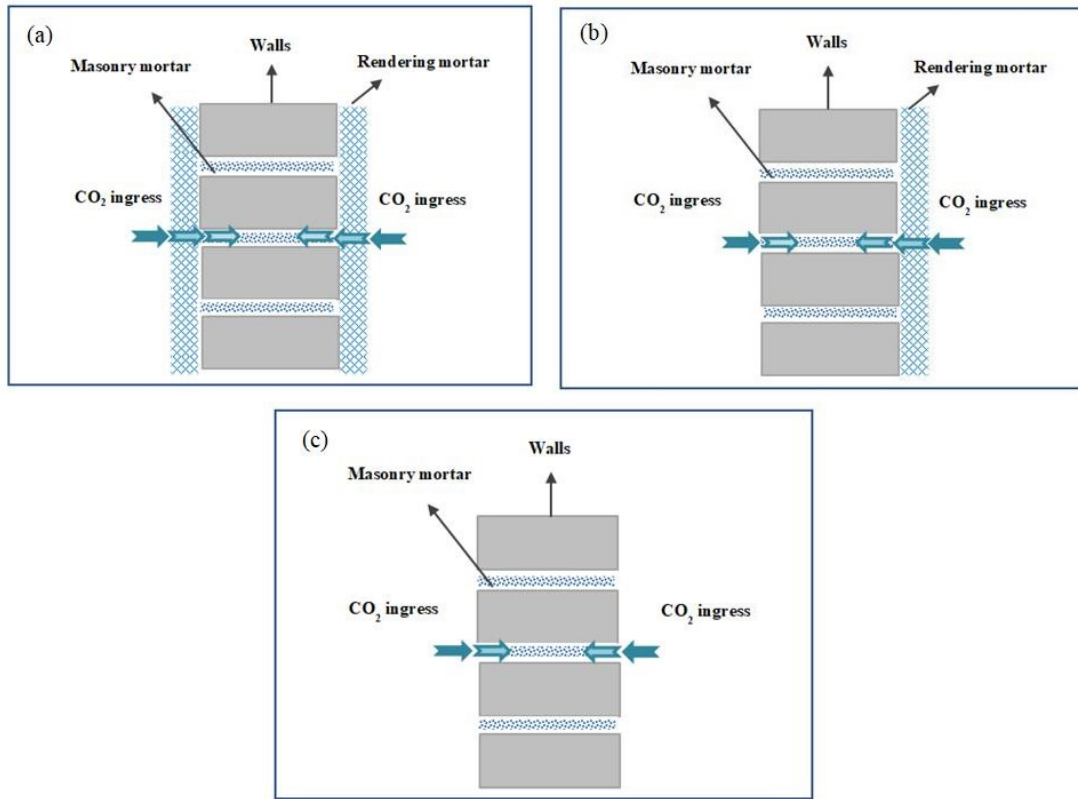 (a)
Walls
Masonry mortar
Rendering mortar
CO₂ ingress
CO₂ ingress
(b)
Walls
Masonry mortar
Rendering mortar
CO₂ ingress
CO₂ ingress
(c)
Walls
Masonry mortar
CO₂ ingress
CO₂ ingress